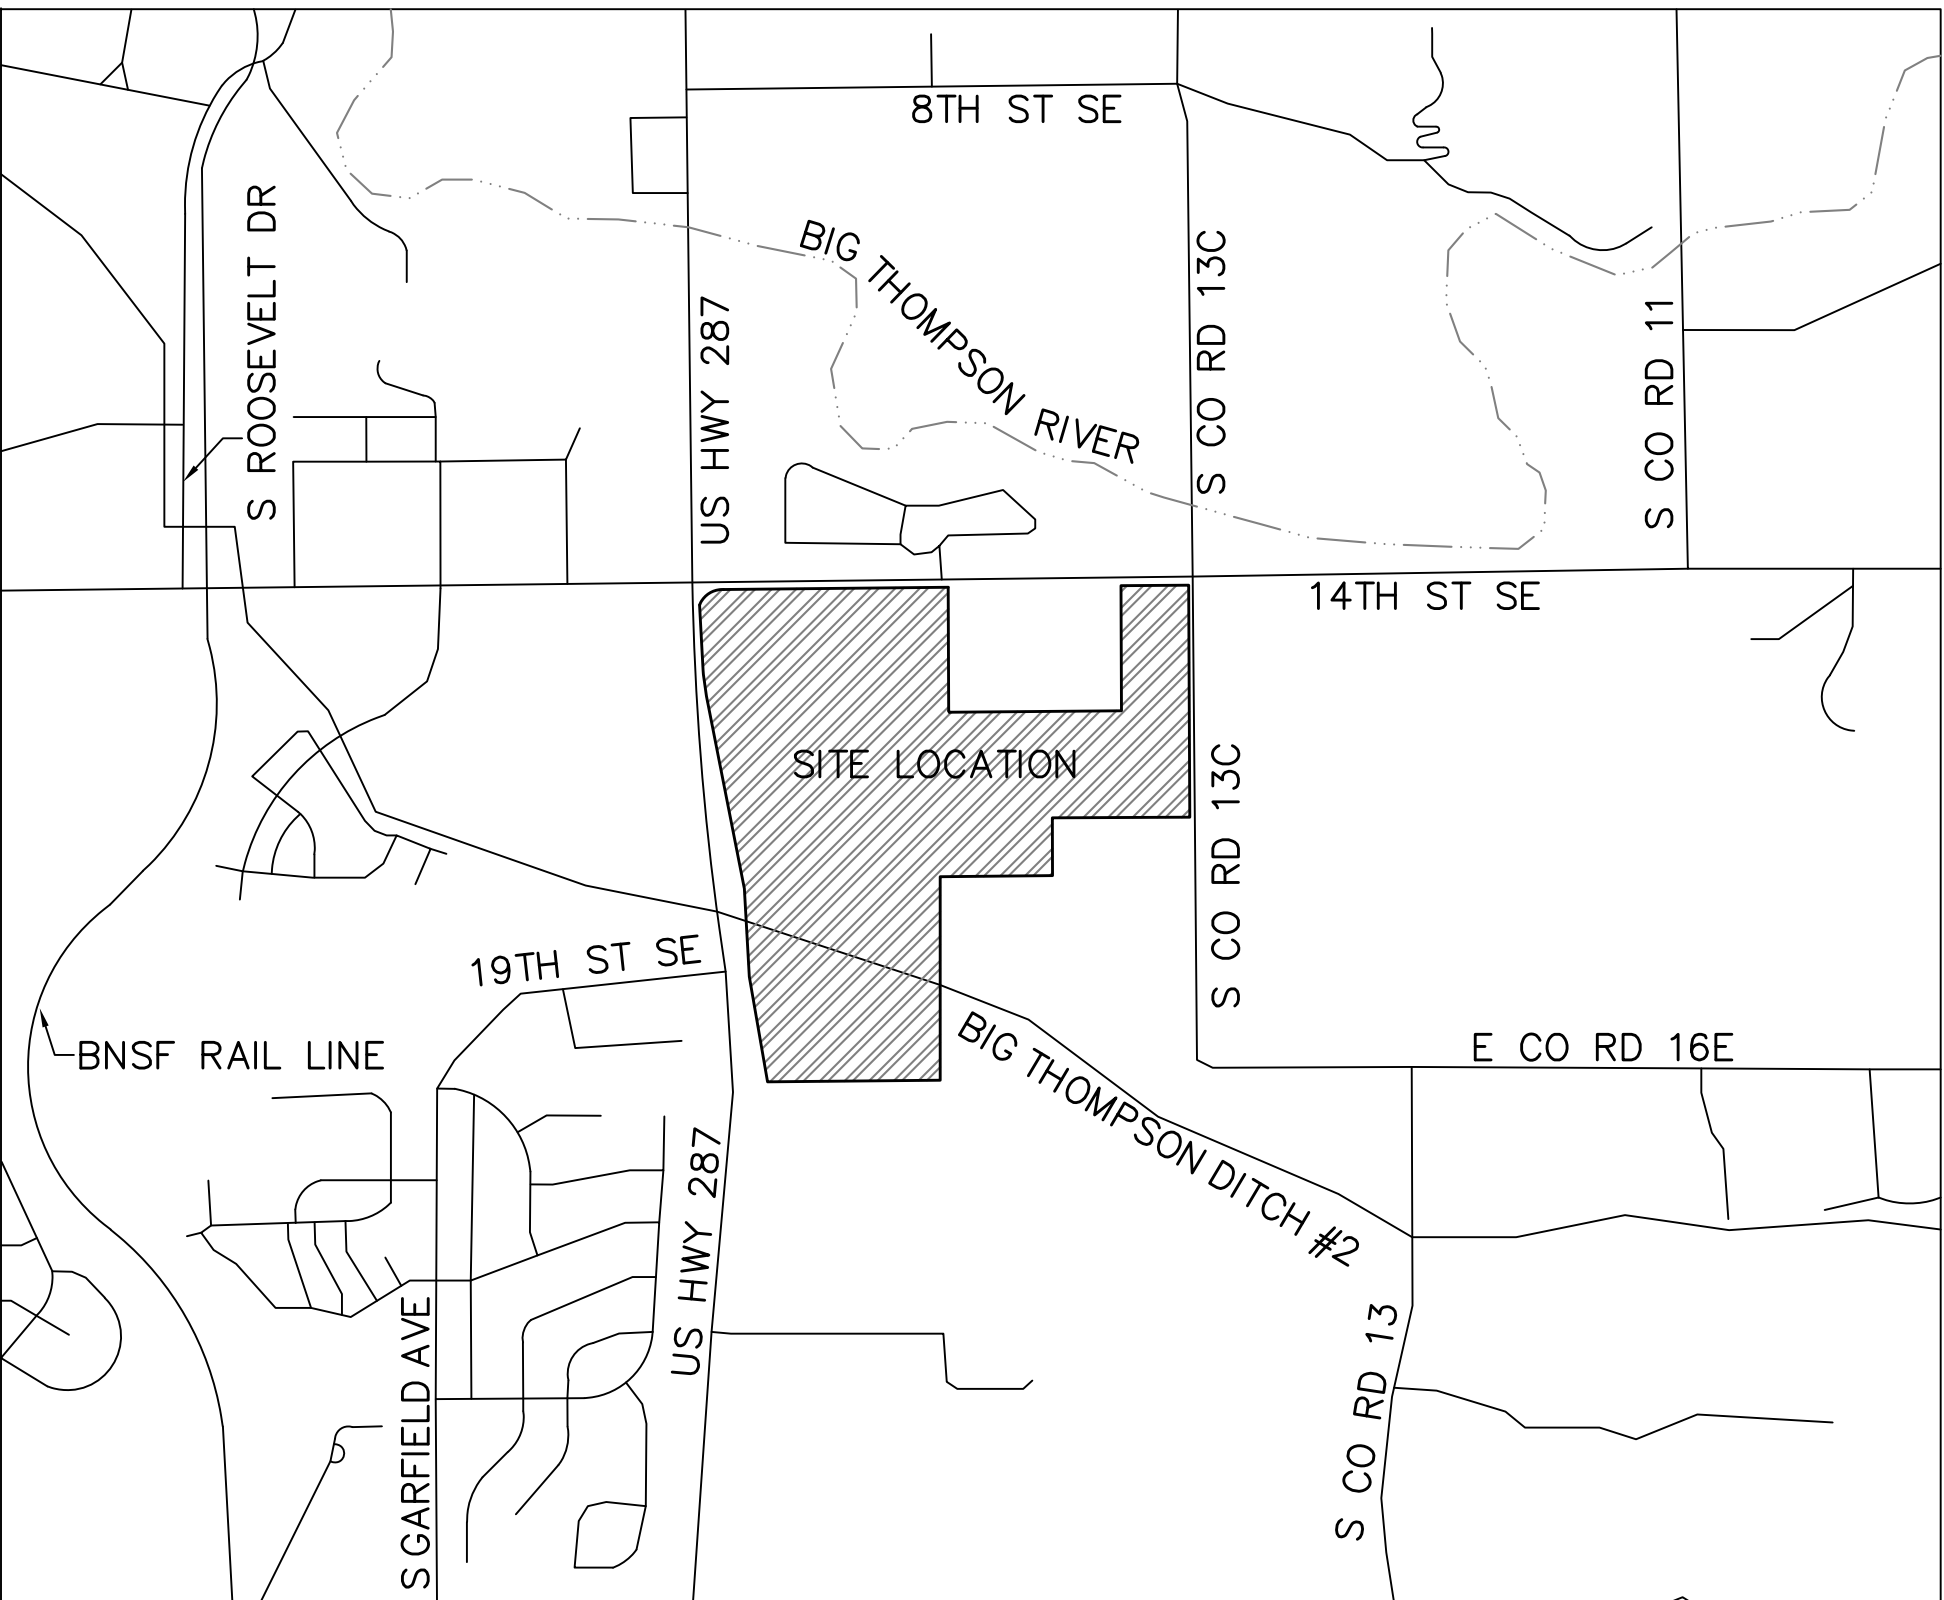 8TH ST SE
S ROOSEVELT DR
BIG THOMPSON RIVER
US HWY 287
S CO RD 13C
S CO RD 11
14TH ST SE
SITE LOCATION
S CO RD 13C
19TH ST SE
BNSF RAIL LINE
BIG THOMPSON DITCH #2
E CO RD 16E
US HWY 287
S GARFIELD AVE
S CO RD 13